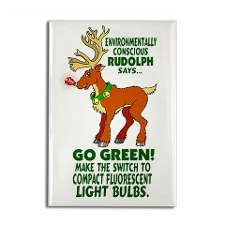 ENVIRONMENTALLY
CONSCIOUS
RUDOLPH
SAYS...
GO GREEN!
MAKE THE SWITCH TO
COMPACT FLUORESCENT
LIGHT BULBS.